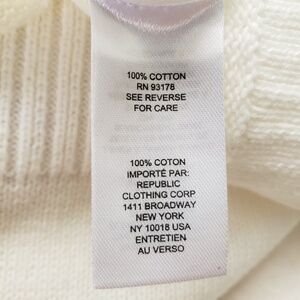 100% COTTON
RN 93178
SEE REVERSE
FOR CARE
100% COTON
IMPORTÉ PAR:
REPUBLIC
CLOTHING CORP
1411 BROADWAY
NEW YORK
NY 10018 USA
ENTRETIEN
AU VERSO